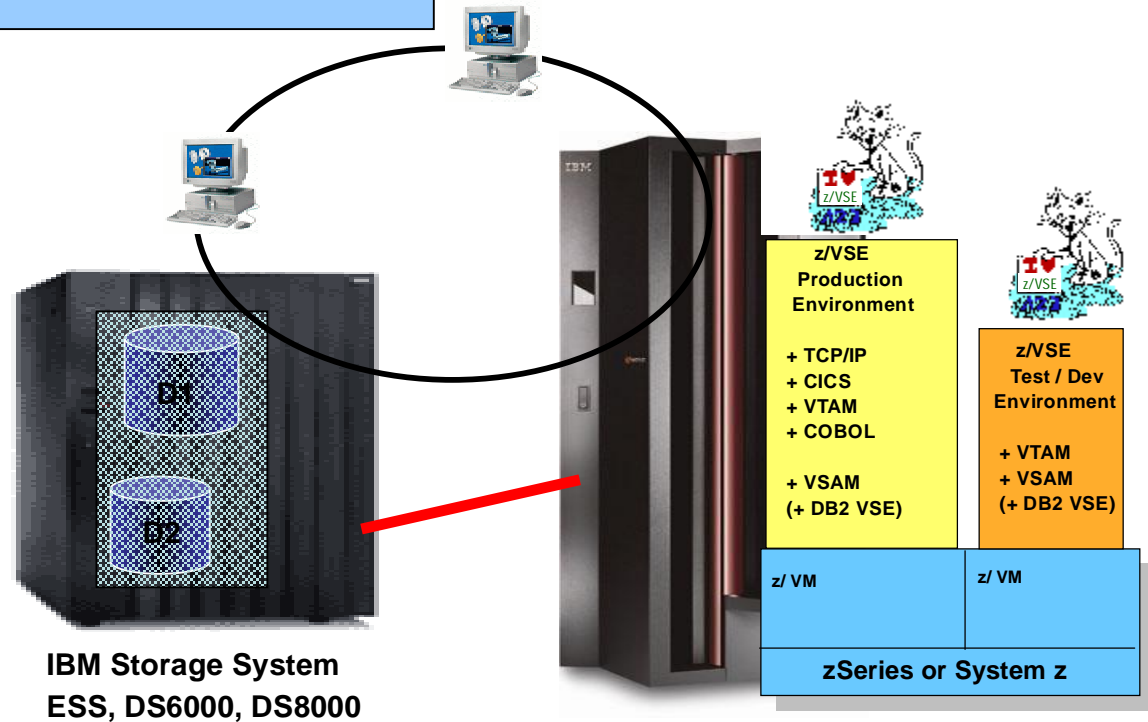 IBM
I ♥
z/VSE
I ♥
z/VSE
z/VSE
Production
Environment
+ TCP/IP
+ CICS
+ VTAM
+ COBOL
+ VSAM
(+ DB2 VSE)
z/VSE
Test / Dev
Environment
+ VTAM
+ VSAM
(+ DB2 VSE)
D1
D2
z/ VM
z/ VM
zSeries or System z
IBM Storage System
ESS, DS6000, DS8000